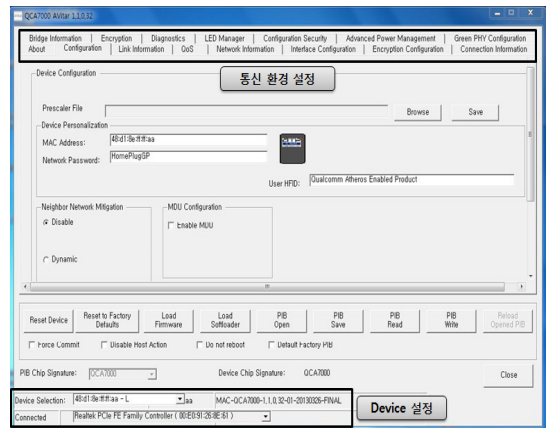 QCA7000 AVitar 1,1,0,32
Bridge Information | Encryption | Diagnostics | LED Manager | Configuration Security | Advanced Power Management | Green PHY Configuration
About | Configuration | Link Information | QoS | Network Information | Interface Configuration | Encryption Configuration | Connection Information
Device Configuration
통신 환경 설정
Prescaler File
Browse
Save
Device Personalization
MAC Address:
48:d1:8e:ff:ff:aa
Network Password:
HomePlugGP
User HFID:
Qualcomm Atheros Enabled Product
Neighbor Network Mitigation
MDU Configuration
Disable
Enable MDU
Dynamic
Reset Device
Reset to Factory Defaults
Load Firmware
Load Softloader
PIB Open
PIB Save
PIB Read
PIB Write
Reload Opened PIB
Force Commit
Disable Host Action
Do not reboot
Default Factory PIB
PIB Chip Signature:
QCA7000
Device Chip Signature:
QCA7000
Close
Device Selection:
48:d1:8e:ff:ff:aa - L
aa
MAC-QCA7000-1,1,0,32-01-20130326-FINAL
Connected
Realtek PCIe FE Family Controller ( 00:E0:91:26:8E:61 )
Device 설정